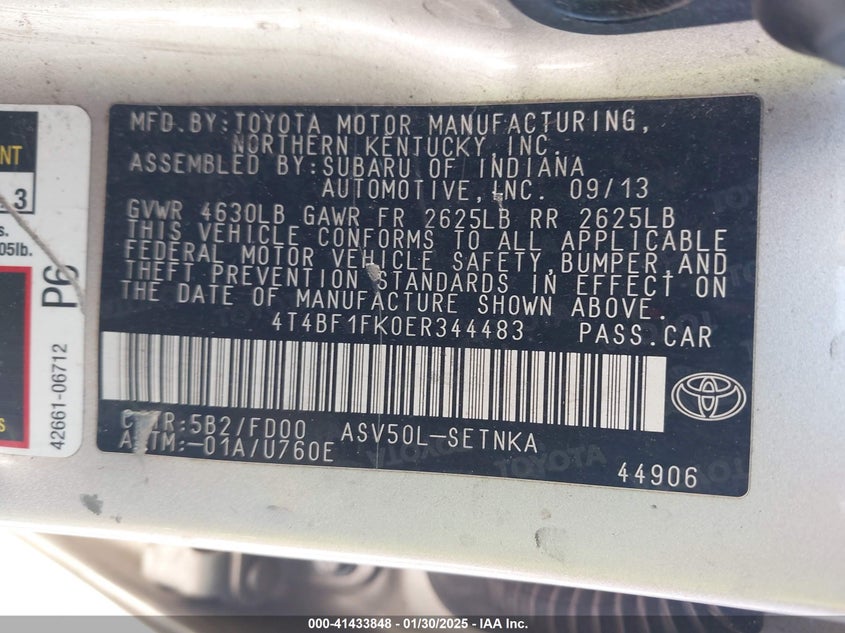 MFD.BY:TOYOTA MOTOR MANUFACTURING,
NORTHERN KENTUCKY, INC.
ASSEMBLED BY:SUBARU OF INDIANA
AUTOMOTIVE,INC. 09/13
GVWR 4630LB GAWR FR 2625LB RR 2625LB
THIS VEHICLE CONFORMS TO ALL APPLICABLE
FEDERAL MOTOR VEHICLE SAFETY,BUMPER,AND
THEFT PREVENTION STANDARDS IN EFFECT ON
THE DATE OF MANUFACTURE SHOWN ABOVE.
4T4BF1FK0ER344483 PASS.CAR
5B2/FD00 ASV50L-SETNKA
-01A/U760E
44906
3
05lb.
P6
42661-06712
000-41433848 - 01/30/2025 - IAA Inc.